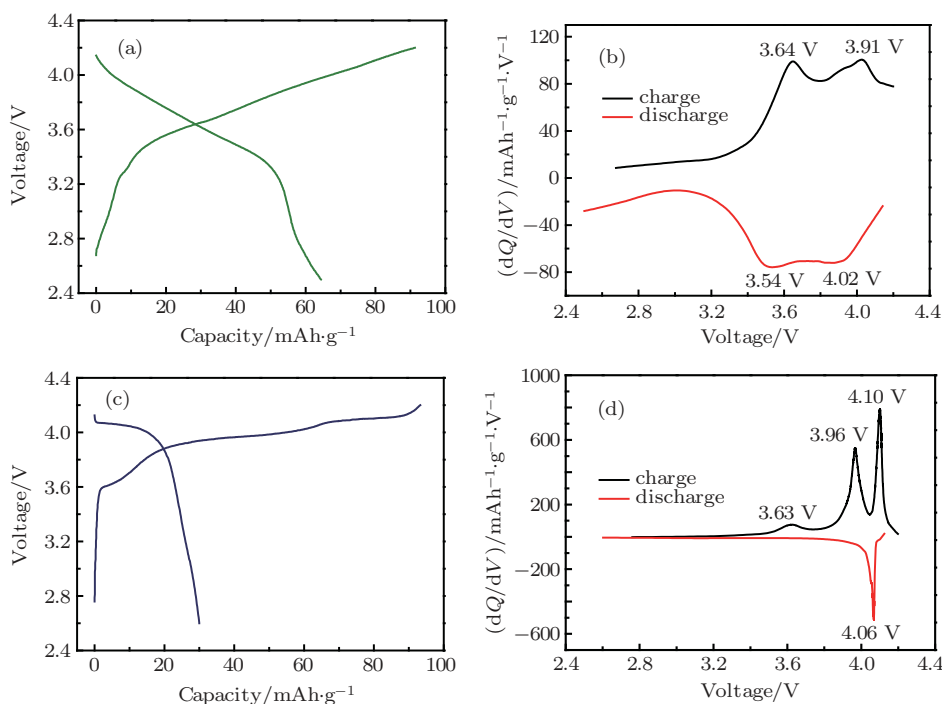 (a)
4.4
4.0
3.6
3.2
2.8
2.4
Voltage/V
0 20 40 60 80 100
Capacity/mAh·g⁻¹
(b)
3.64 V 3.91 V
charge
discharge
3.54 V 4.02 V
120
80
40
0
−40
−80
(dQ/dV)/mAh⁻¹·g⁻¹·V⁻¹
2.4 2.8 3.2 3.6 4.0 4.4
Voltage/V
(c)
4.4
4.0
3.6
3.2
2.8
2.4
Voltage/V
0 20 40 60 80 100
Capacity/mAh·g⁻¹
(d)
4.10 V
3.96 V
charge
discharge
3.63 V
4.06 V
1000
600
200
−200
−600
(dQ/dV)/mAh⁻¹·g⁻¹·V⁻¹
2.4 2.8 3.2 3.6 4.0 4.4
Voltage/V